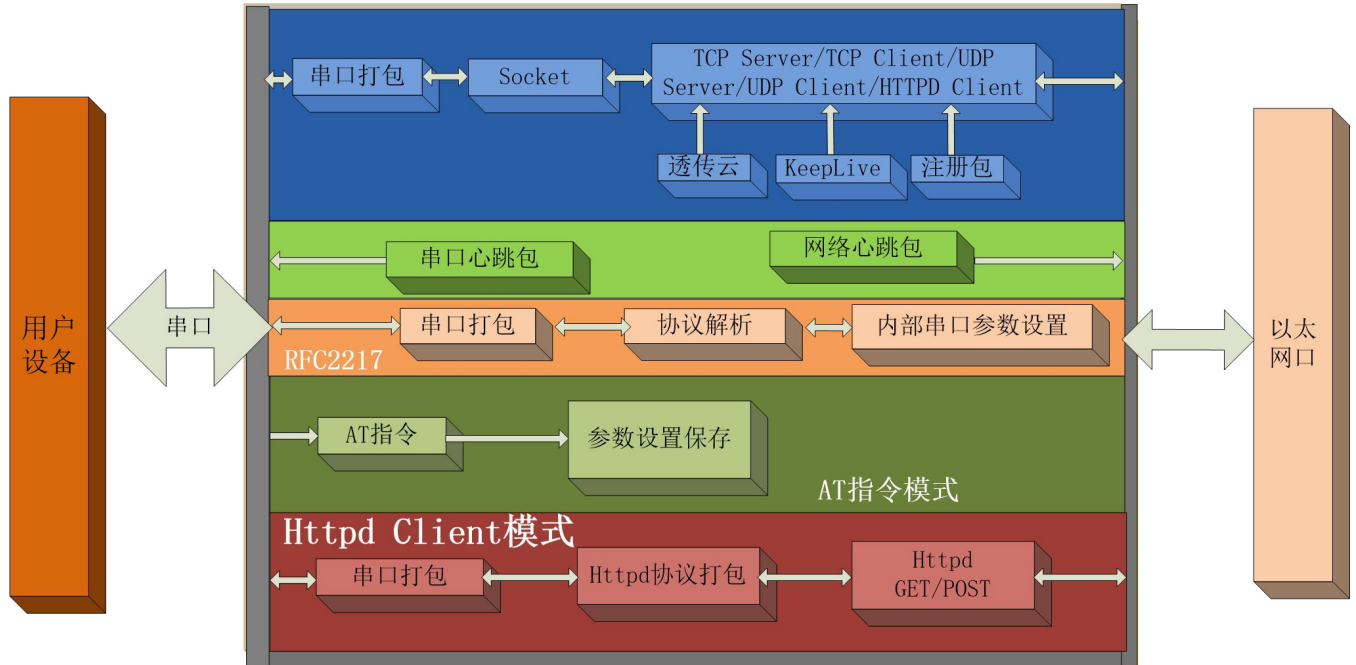 TCP Server/TCP Client/UDP
Server/UDP Client/HTTPD Client
串口打包
Socket
透传云
KeepLive
注册包
串口心跳包
网络心跳包
用户
设备
串口
串口打包
协议解析
内部串口参数设置
RFC2217
以太
网口
AT指令
参数设置保存
AT指令模式
Httpd Client模式
串口打包
Httpd协议打包
Httpd
GET/POST